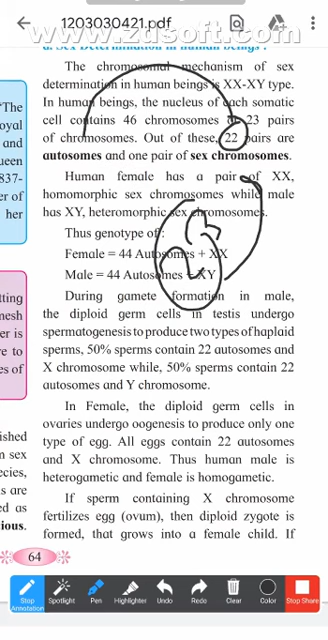 1203030421.pdf
www.zdsoft.com
a. Sex Determination in human beings :
The chromosomal mechanism of sex
determination in human beings is XX-XY type.
In human beings, the nucleus of each somatic
cell contains 46 chromosomes or 23 pairs
of chromosomes. Out of these, 22 pairs are
autosomes and one pair of sex chromosomes.
Human female has a pair of XX,
homomorphic sex chromosomes while male
has XY, heteromorphic sex chromosomes.
Thus genotype of :
Female = 44 Autosomes + XX
Male = 44 Autosomes + XY
During gamete formation in male,
the diploid germ cells in testis undergo
spermatogenesis to produce two types of haplaid
sperms, 50% sperms contain 22 autosomes and
X chromosome while, 50% sperms contain 22
autosomes and Y chromosome.
In Female, the diploid germ cells in
ovaries undergo oogenesis to produce only one
type of egg. All eggs contain 22 autosomes
and X chromosome. Thus human male is
heterogametic and female is homogametic.
If sperm containing X chromosome
fertilizes egg (ovum), then diploid zygote is
formed, that grows into a female child. If
"The
oyal
and
ueen
837-
er of
her
tting
mesh
er is
re to
es of
ished
n sex
ecies,
s are
ed as
ious.
64
Stop Annotation
Spotlight
Pen
Highlighter
Undo
Redo
Clear
Color
Stop Share